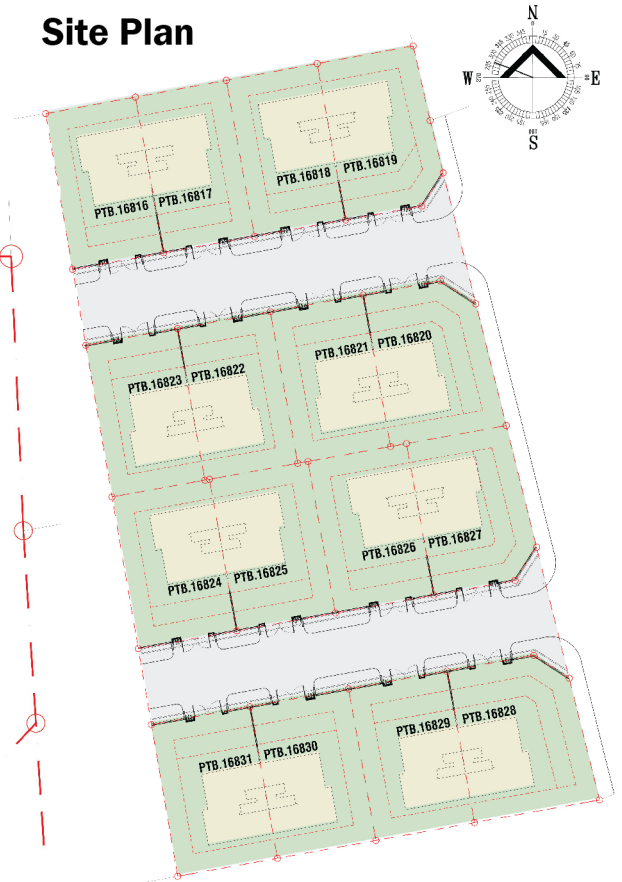 Site Plan
N
W
E
S
PTB.16816 PTB.16817
PTB.16818 PTB.16819
PTB.16823 PTB.16822
PTB.16821 PTB.16820
PTB.16824 PTB.16825
PTB.16826 PTB.16827
PTB.16831 PTB.16830
PTB.16829 PTB.16828